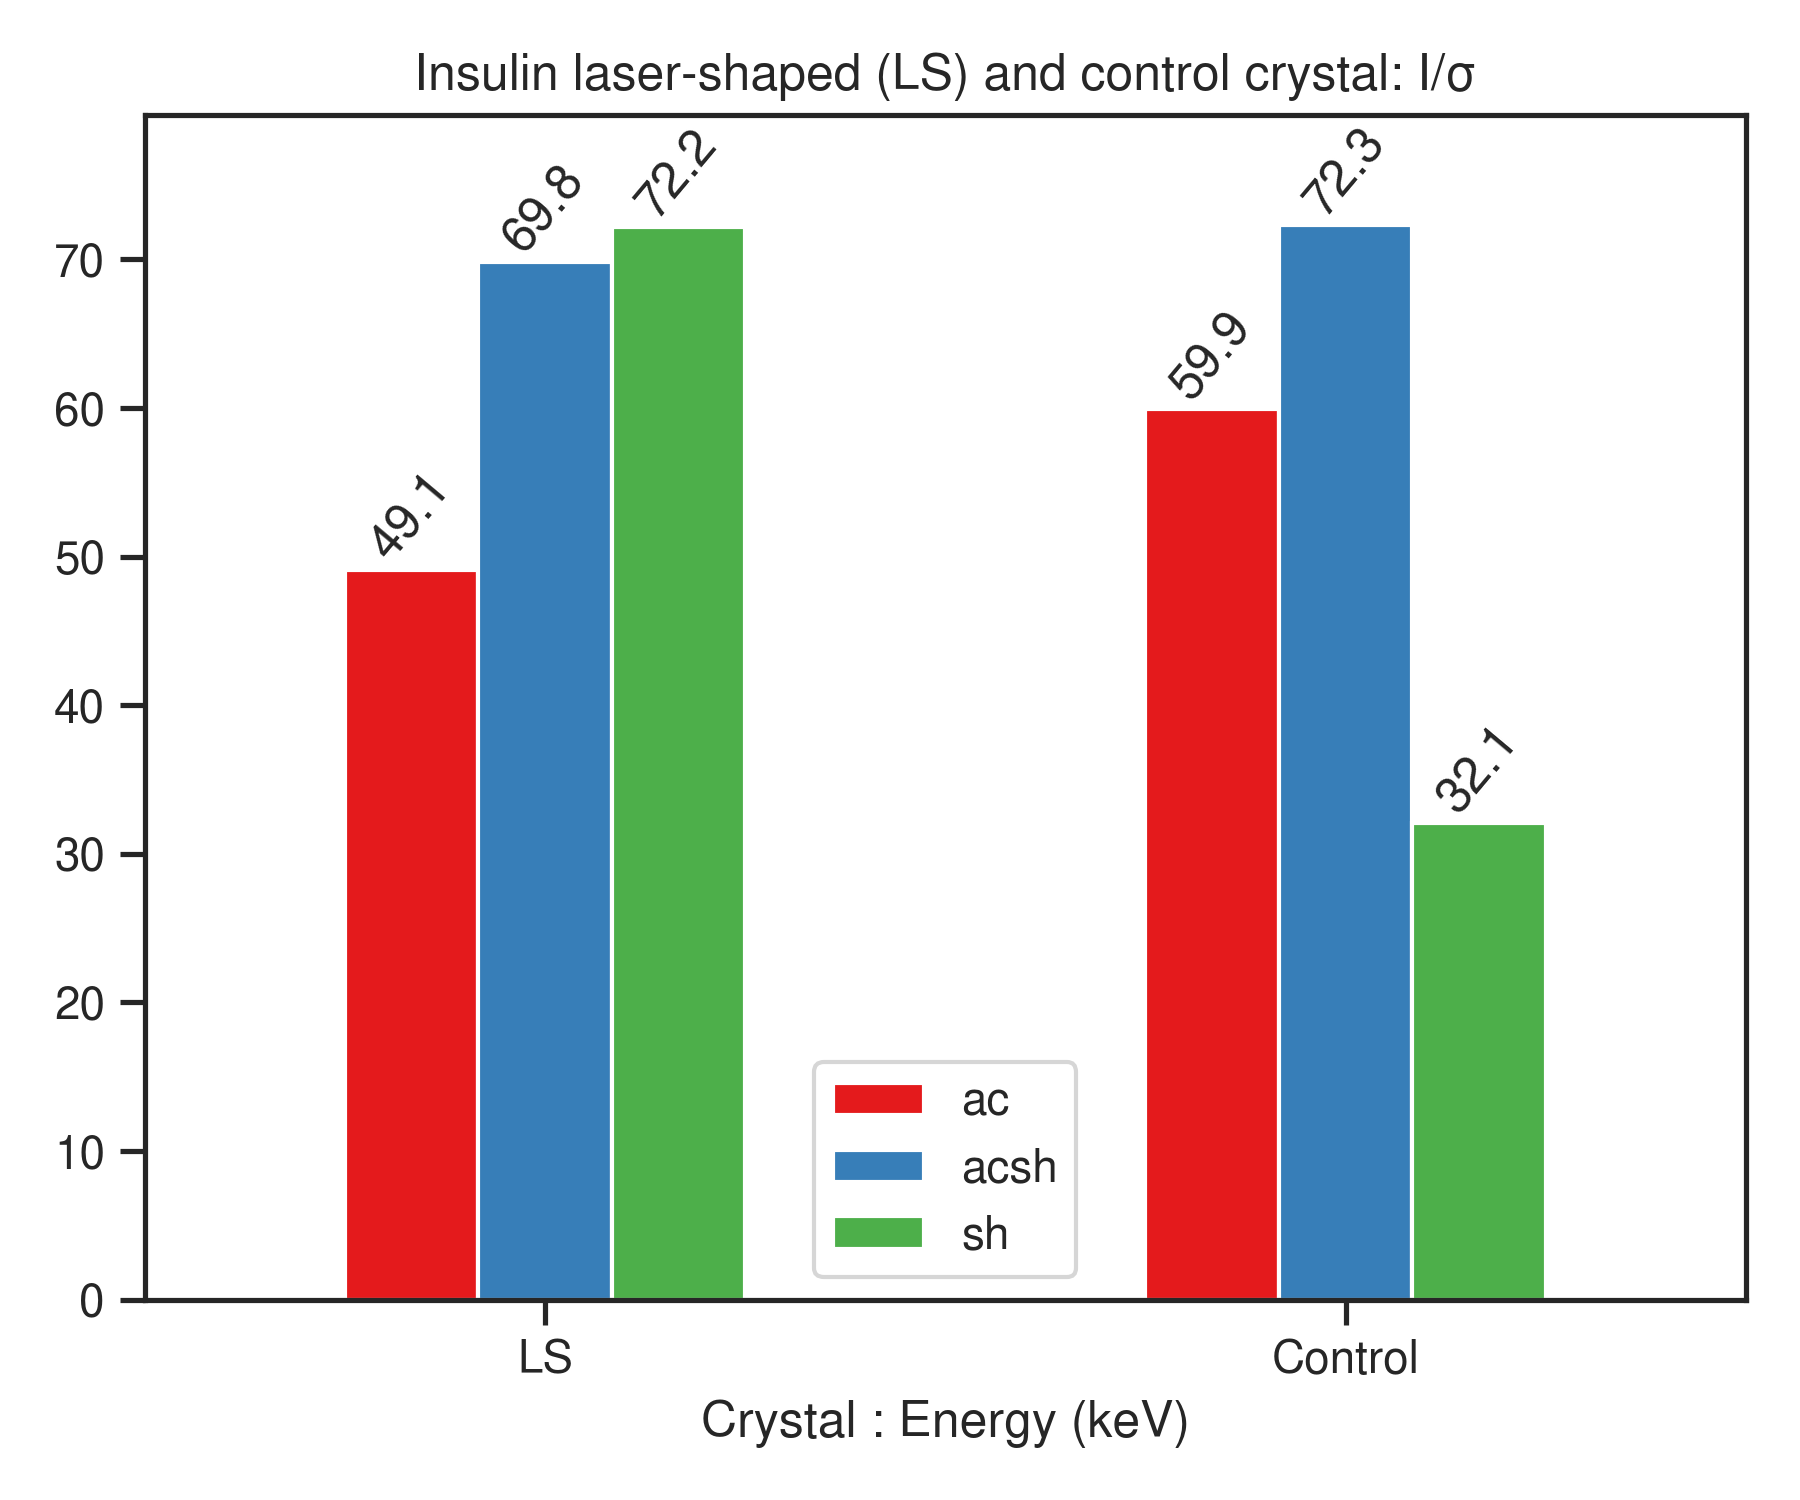 Insulin laser-shaped (LS) and control crystal: I/σ
72.3
72.2
69.8
70
59.9
60
49.1
50
40
32.1
30
20
10
0
ac
acsh
sh
LS
Control
Crystal : Energy (keV)